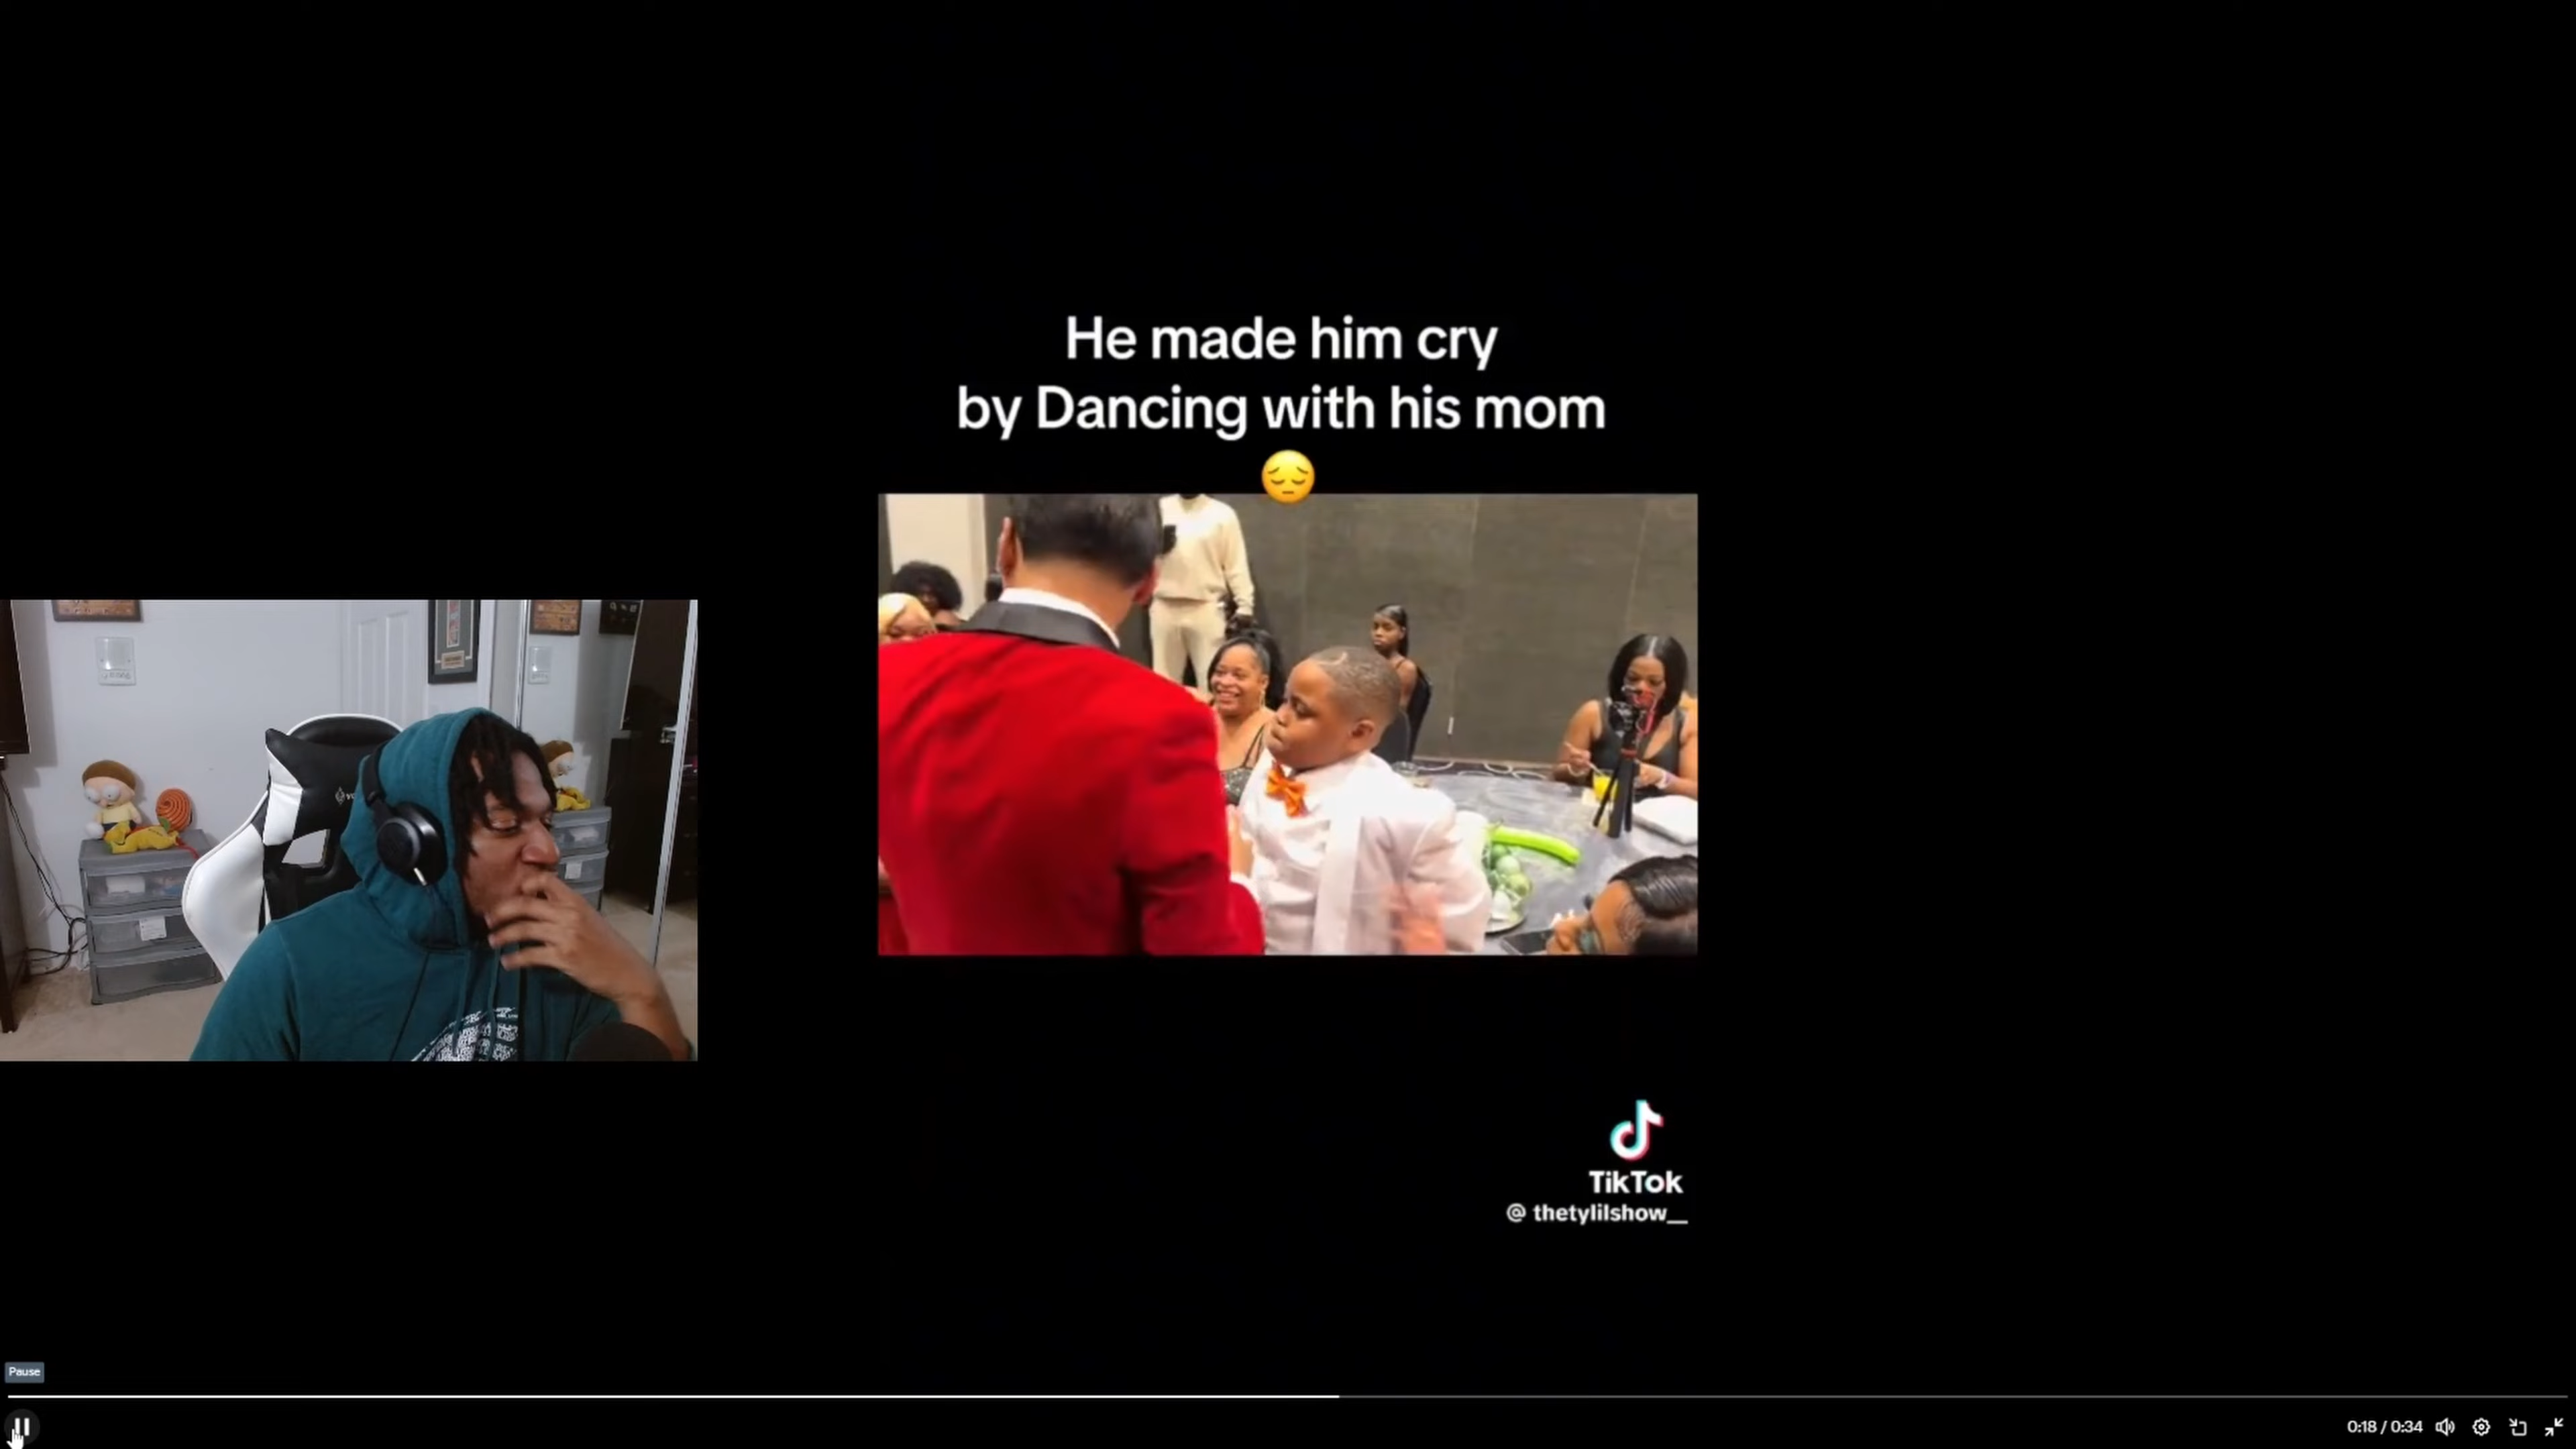 He made him cry
by Dancing with his mom
😔
TikTok
@ thetylilshow__
Pause
0:18 / 0:34